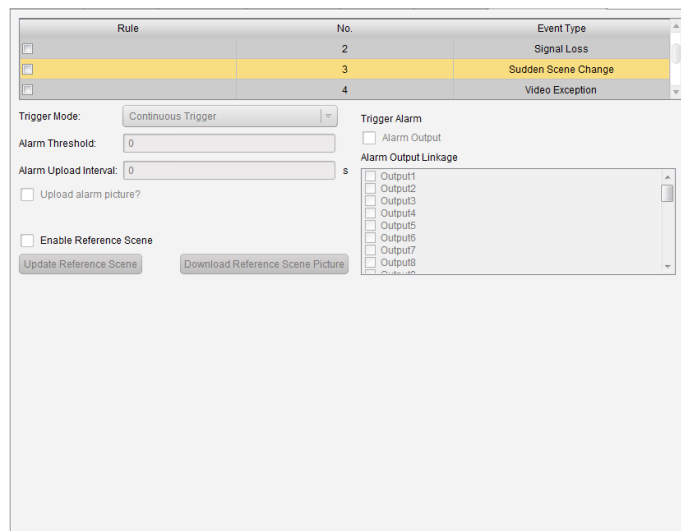 Rule No. Event Type
2 Signal Loss
3 Sudden Scene Change
4 Video Exception
Trigger Mode: Continuous Trigger
Alarm Threshold: 0
Alarm Upload Interval: 0 s
Upload alarm picture?
Enable Reference Scene
Update Reference Scene Download Reference Scene Picture
Trigger Alarm
Alarm Output
Alarm Output Linkage
Output1
Output2
Output3
Output4
Output5
Output6
Output7
Output8